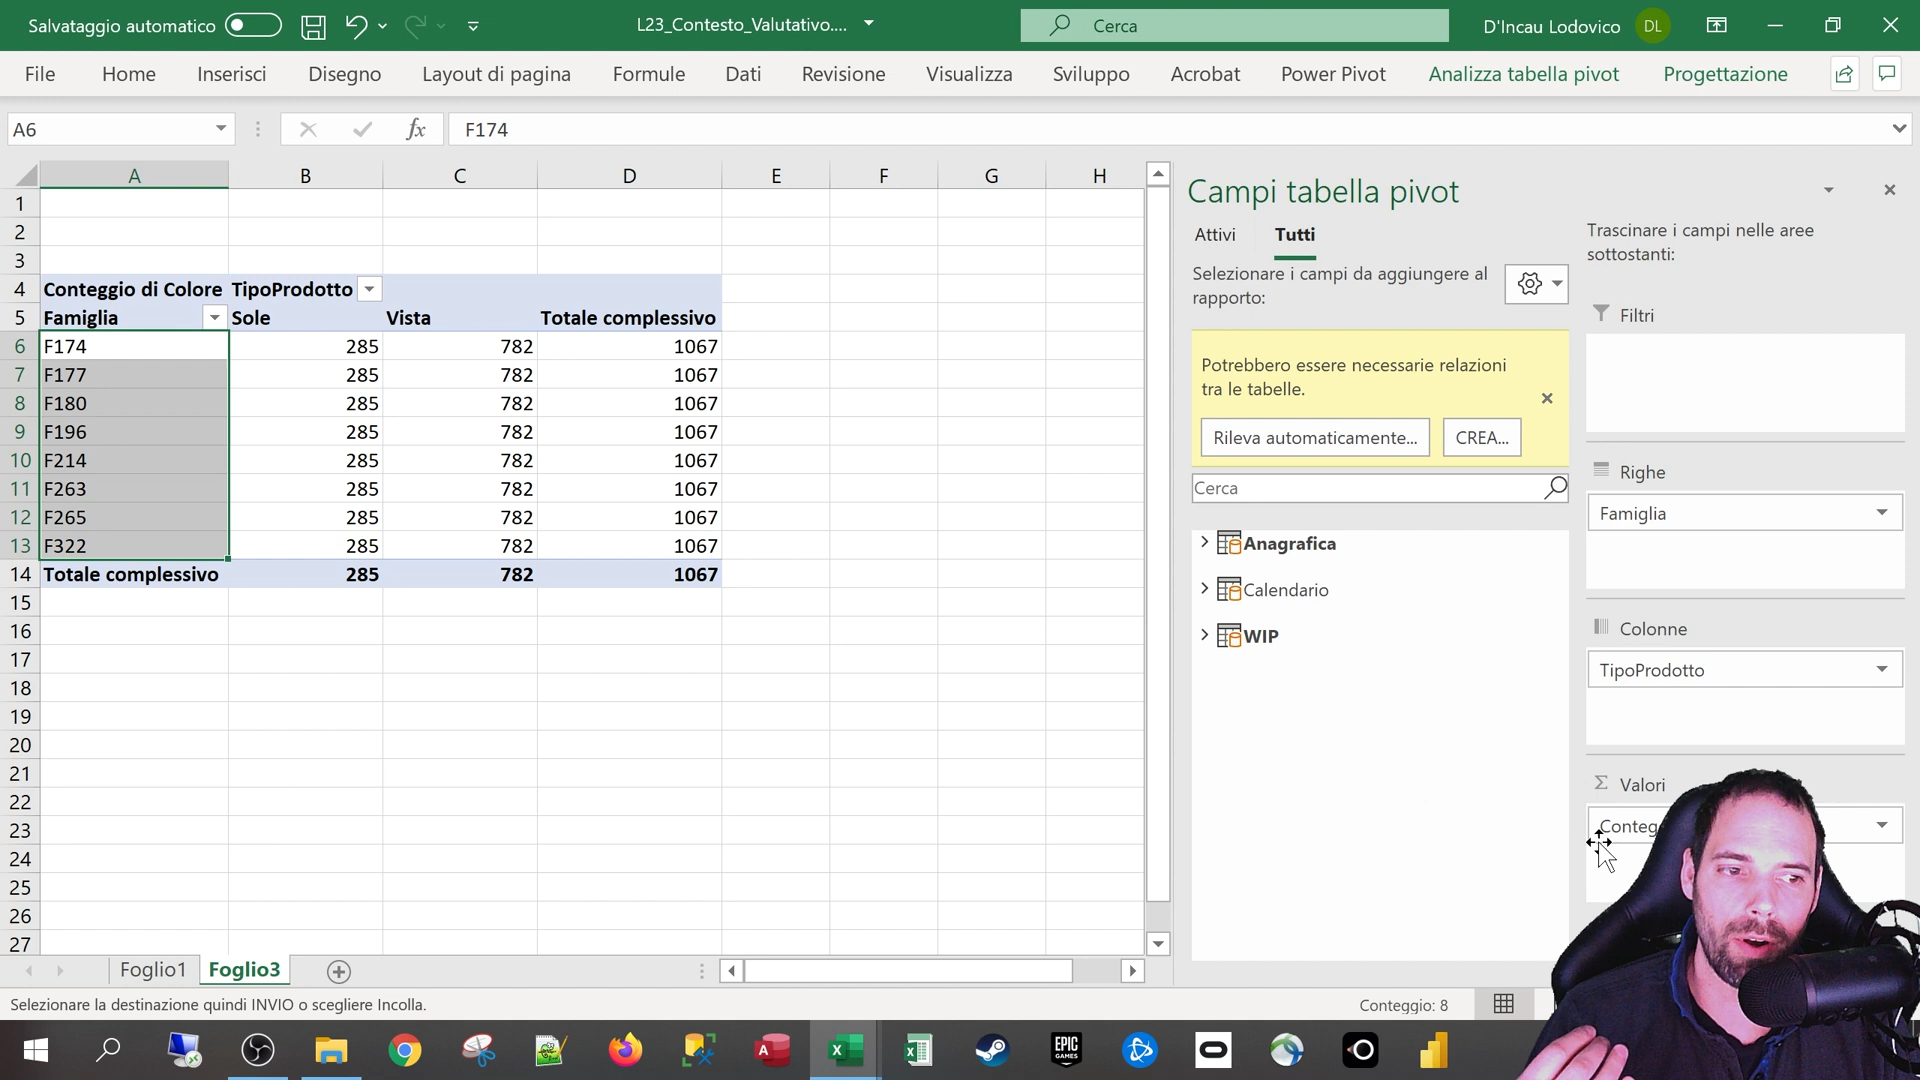 Salvataggio automatico
L23_Contesto_Valutativo....
Cerca
D'Incau Lodovico
DL
File
Home
Inserisci
Disegno
Layout di pagina
Formule
Dati
Revisione
Visualizza
Sviluppo
Acrobat
Power Pivot
Analizza tabella pivot
Progettazione
A6
fx
F174
A B C D E F G H
1
2
3
4 Conteggio di Colore TipoProdotto
5 Famiglia Sole Vista Totale complessivo
6 F174 285 782 1067
7 F177 285 782 1067
8 F180 285 782 1067
9 F196 285 782 1067
10 F214 285 782 1067
11 F263 285 782 1067
12 F265 285 782 1067
13 F322 285 782 1067
14 Totale complessivo 285 782 1067
15
16
17
18
19
20
21
22
23
24
25
26
27
Campi tabella pivot
Attivi
Tutti
Selezionare i campi da aggiungere al
rapporto:
Potrebbero essere necessarie relazioni
tra le tabelle.
Rileva automaticamente...
CREA...
Cerca
Anagrafica
Calendario
WIP
Trascinare i campi nelle aree
sottostanti:
Filtri
Righe
Famiglia
Colonne
TipoProdotto
Σ Valori
Foglio1
Foglio3
Selezionare la destinazione quindi INVIO o scegliere Incolla.
Conteggio: 8
EPIC
GAMES